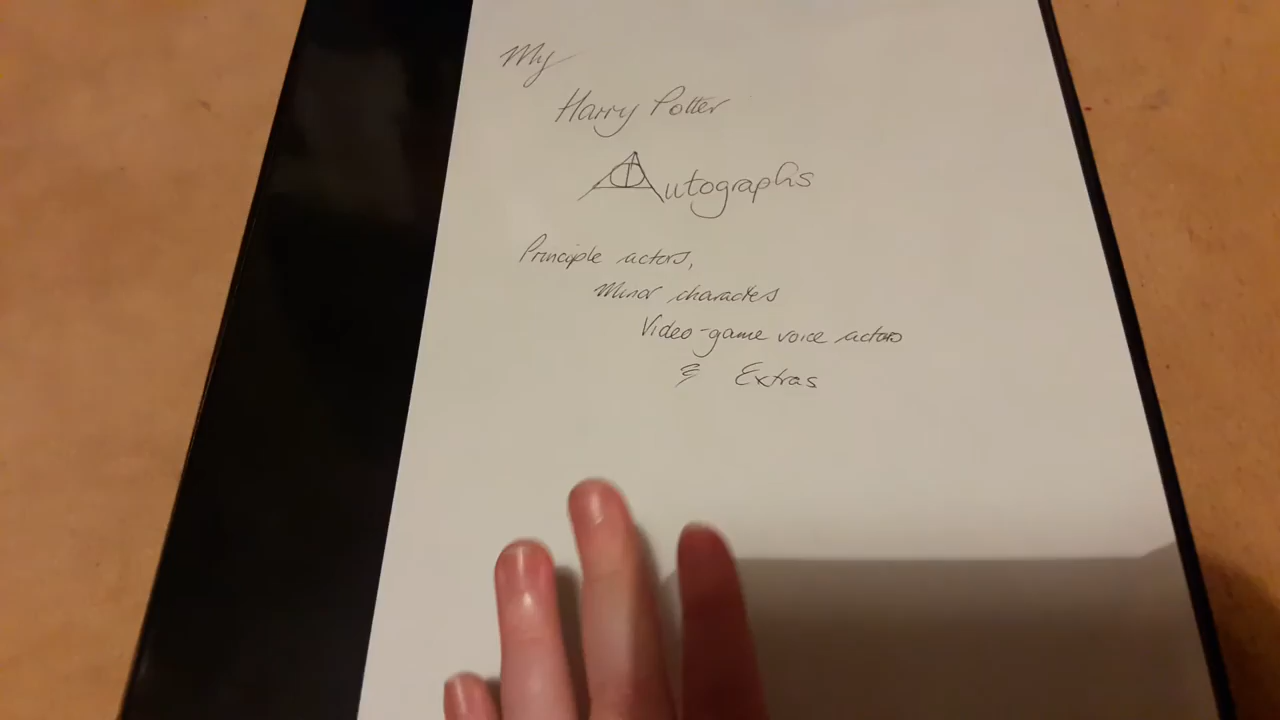 My
Harry Potter
Autographs
Principle actors,
Minor characters
Video-game voice actors
& Extras